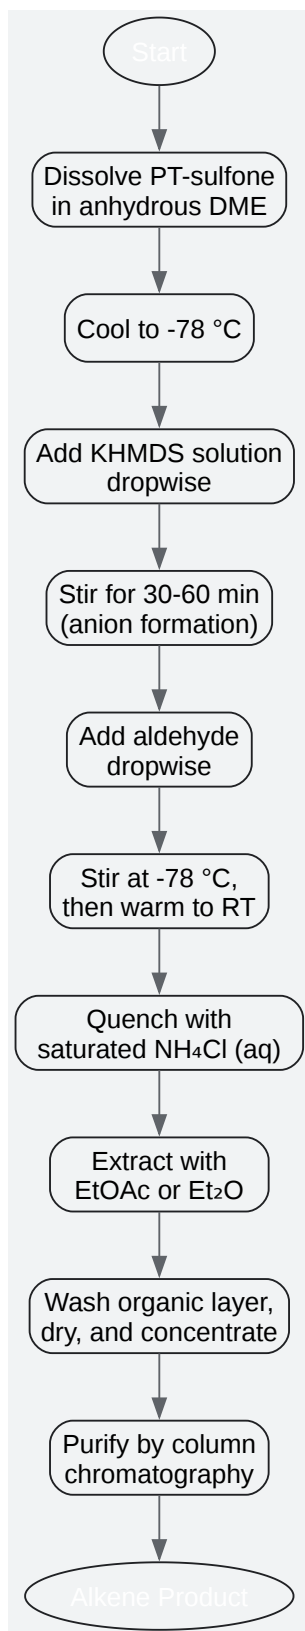 Start
Dissolve PT-sulfone
in anhydrous DME
Cool to -78 °C
Add KHMDS solution
dropwise
Stir for 30-60 min
(anion formation)
Add aldehyde
dropwise
Stir at -78 °C,
then warm to RT
Quench with
saturated NH₄Cl (aq)
Extract with
EtOAc or Et₂O
Wash organic layer,
dry, and concentrate
Purify by column
chromatography
Alkene Product